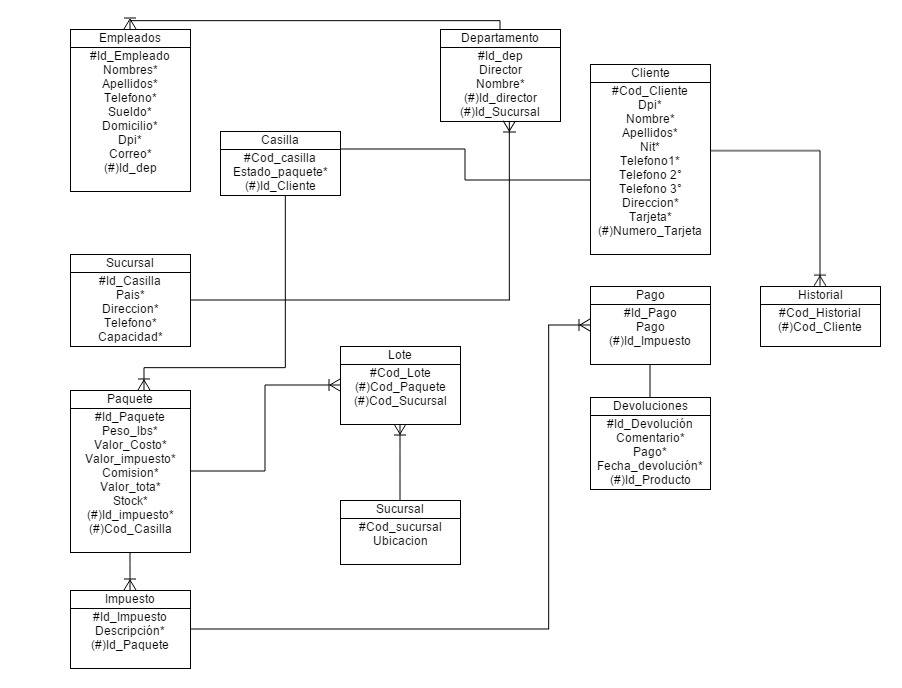 Empleados
#Id_Empleado
Nombres*
Apellidos*
Telefono*
Sueldo*
Domicilio*
Dpi*
Correo*
(#)Id_dep
Departamento
#Id_dep
Director
Nombre*
(#)Id_director
(#)Id_Sucursal
Cliente
#Cod_Cliente
Dpi*
Nombre*
Apellidos*
Nit*
Telefono1*
Telefono 2°
Telefono 3°
Direccion*
Tarjeta*
(#)Numero_Tarjeta
Casilla
#Cod_casilla
Estado_paquete*
(#)Id_Cliente
Sucursal
#Id_Casilla
Pais*
Direccion*
Telefono*
Capacidad*
Pago
#Id_Pago
Pago
(#)Id_Impuesto
Historial
#Cod_Historial
(#)Cod_Cliente
Lote
#Cod_Lote
(#)Cod_Paquete
(#)Cod_Sucursal
Paquete
#Id_Paquete
Peso_lbs*
Valor_Costo*
Valor_impuesto*
Comision*
Valor_tota*
Stock*
(#)Id_impuesto*
(#)Cod_Casilla
Devoluciones
#Id_Devolución
Comentario*
Pago*
Fecha_devolución*
(#)Id_Producto
Sucursal
#Cod_sucursal
Ubicacion
Impuesto
#Id_Impuesto
Descripción*
(#)Id_Paquete